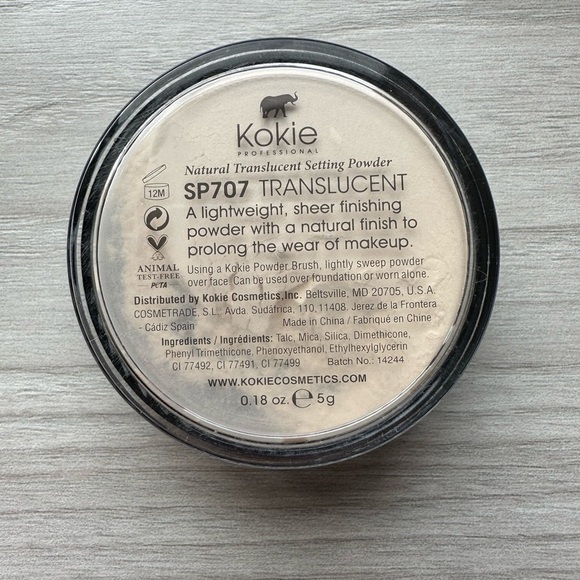 Kokie
PROFESSIONAL
Natural Translucent Setting Powder
12M
SP707 TRANSLUCENT
A lightweight, sheer finishing
powder with a natural finish to
prolong the wear of makeup.
ANIMAL
TEST-FREE
PeTA
Using a Kokie Powder Brush, lightly sweep powder
over face. Can be used over foundation or worn alone.
Distributed by Kokie Cosmetics,Inc. Beltsville, MD 20705, U.S.A.
COSMETRADE, S.L. Avda. Sudáfrica, 110, 11408. Jerez de la Frontera
- Cádiz Spain Made in China / Fabriqué en Chine
Ingredients / Ingrédients: Talc, Mica, Silica, Dimethicone,
Phenyl Trimethicone, Phenoxyethanol, Ethylhexylglycerin
CI 77492, CI 77491, CI 77499 Batch No.: 14244
WWW.KOKIECOSMETICS.COM
0.18 oz. ℮ 5g